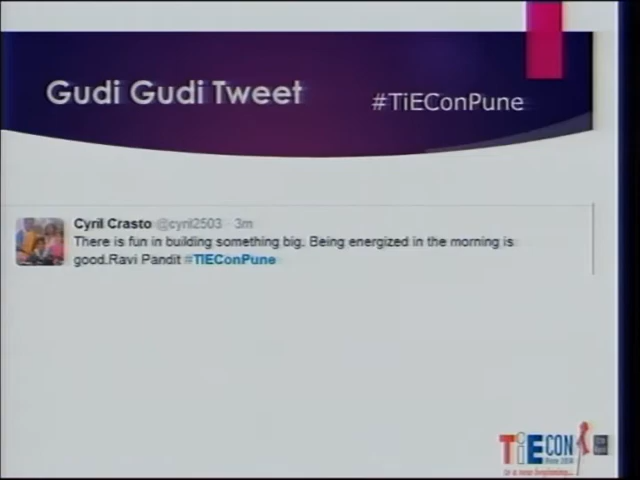 Gudi Gudi Tweet
#TiEConPune
Cyril Crasto @cyril2503 3m
There is fun in building something big. Being energized in the morning is
good.Ravi Pandit #TIEConPune
TiECON